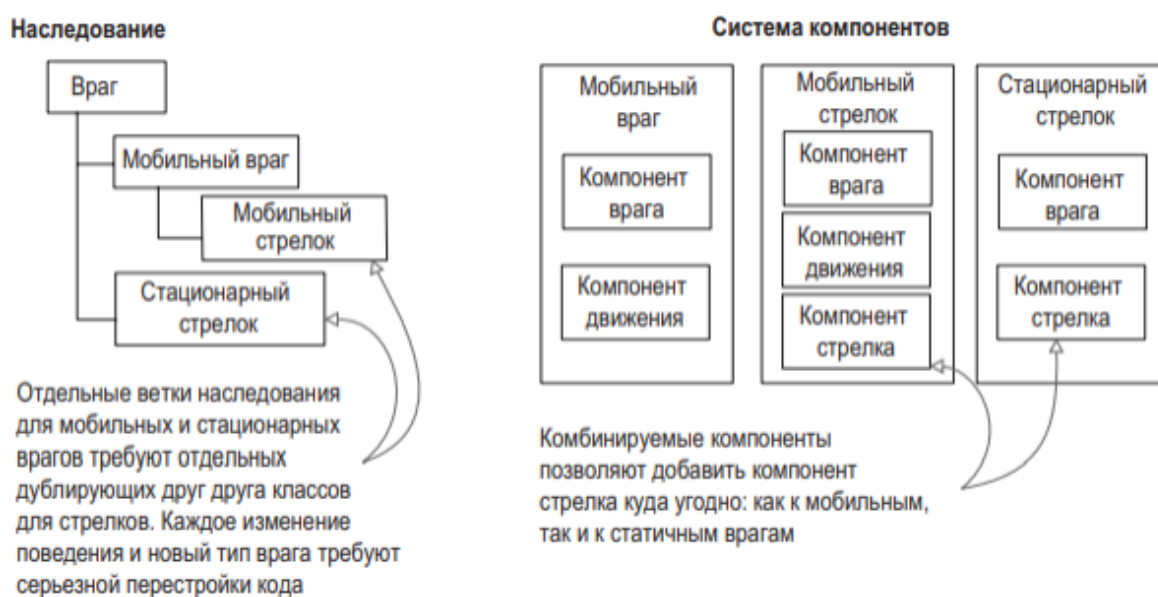 Наследование
Враг
Мобильный враг
Мобильный
стрелок
Стационарный
стрелок
Отдельные ветки наследования
для мобильных и стационарных
врагов требуют отдельных
дублирующих друг друга классов
для стрелков. Каждое изменение
поведения и новый тип врага требуют
серьезной перестройки кода
Система компонентов
Мобильный
враг
Компонент
врага
Компонент
движения
Мобильный
стрелок
Компонент
врага
Компонент
движения
Компонент
стрелка
Стационарный
стрелок
Компонент
врага
Компонент
стрелка
Комбинируемые компоненты
позволяют добавить компонент
стрелка куда угодно: как к мобильным,
так и к статичным врагам